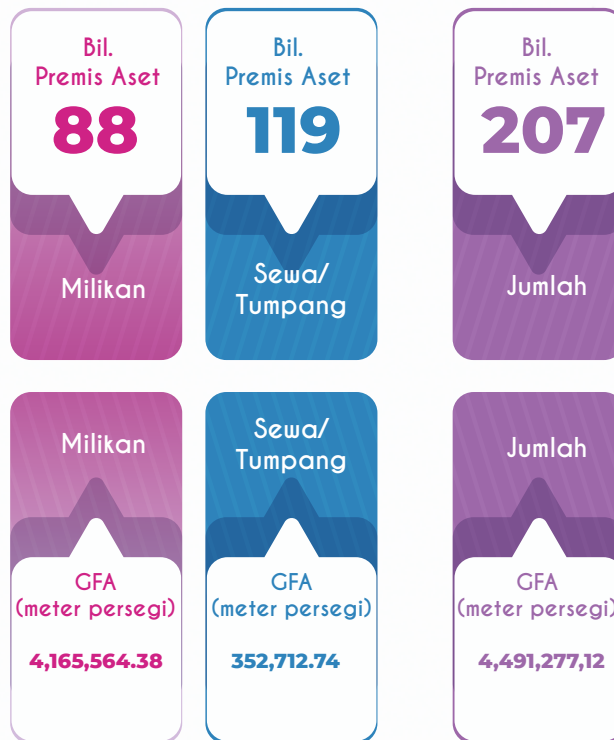 Bil.
Premis Aset
88
Milikan
Bil.
Premis Aset
119
Sewa/
Tumpang
Bil.
Premis Aset
207
Jumlah
Milikan
GFA
(meter persegi)
4,165,564.38
Sewa/
Tumpang
GFA
(meter persegi)
352,712.74
Jumlah
GFA
(meter persegi)
4,491,277,12